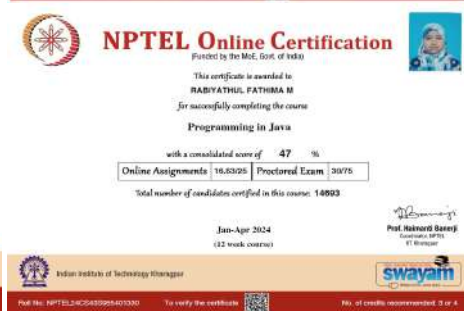 NPTEL Online Certification
(Funded by the MoE, Govt. of India)
This certificate is awarded to
RABIYATHUL FATHIMA M
for successfully completing the course
Programming in Java
with a consolidated score of 47 %
Online Assignments 16.53/25 Proctored Exam 30/75
Total number of candidates certified in this course: 14693
Jan-Apr 2024
(12 week course)
Prof. Haimanti Banerji
Coordinator, NPTEL
IIT Kharagpur
Indian Institute of Technology Kharagpur
swayam
Roll No: To verify the certificate No. of credits recommended: 3 or 4